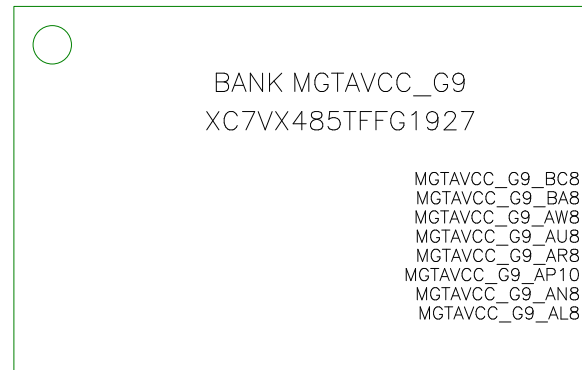 BANK MGTAVCC_G9
XC7VX485TFFG1927
MGTAVCC_G9_BC8
MGTAVCC_G9_BA8
MGTAVCC_G9_AW8
MGTAVCC_G9_AU8
MGTAVCC_G9_AR8
MGTAVCC_G9_AP10
MGTAVCC_G9_AN8
MGTAVCC_G9_AL8